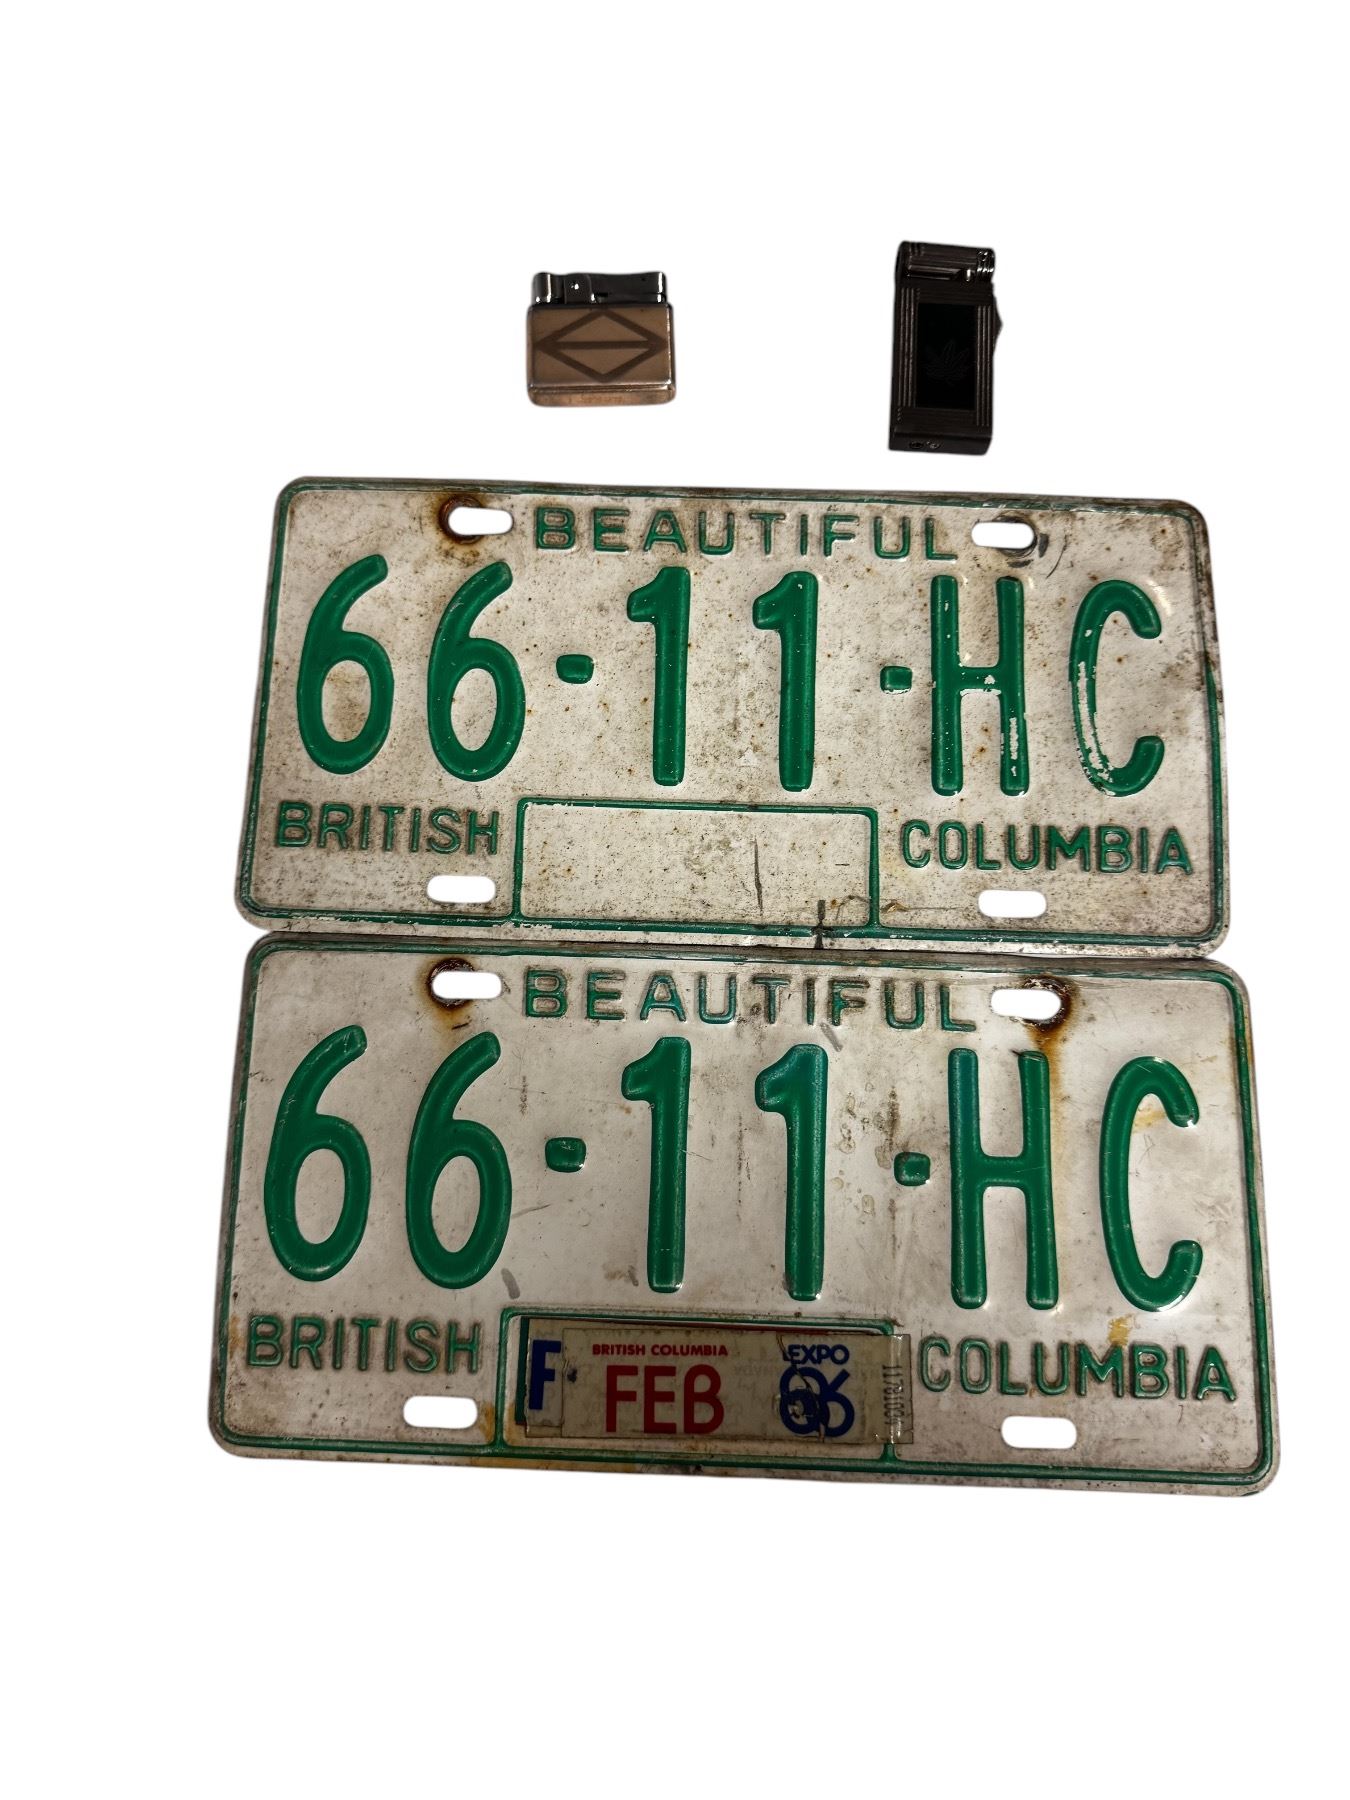 BEAUTIFUL
66-11-HC
BRITISH COLUMBIA
BEAUTIFUL
66-11-HC
BRITISH COLUMBIA
F
BRITISH COLUMBIA
FEB
EXPO
86